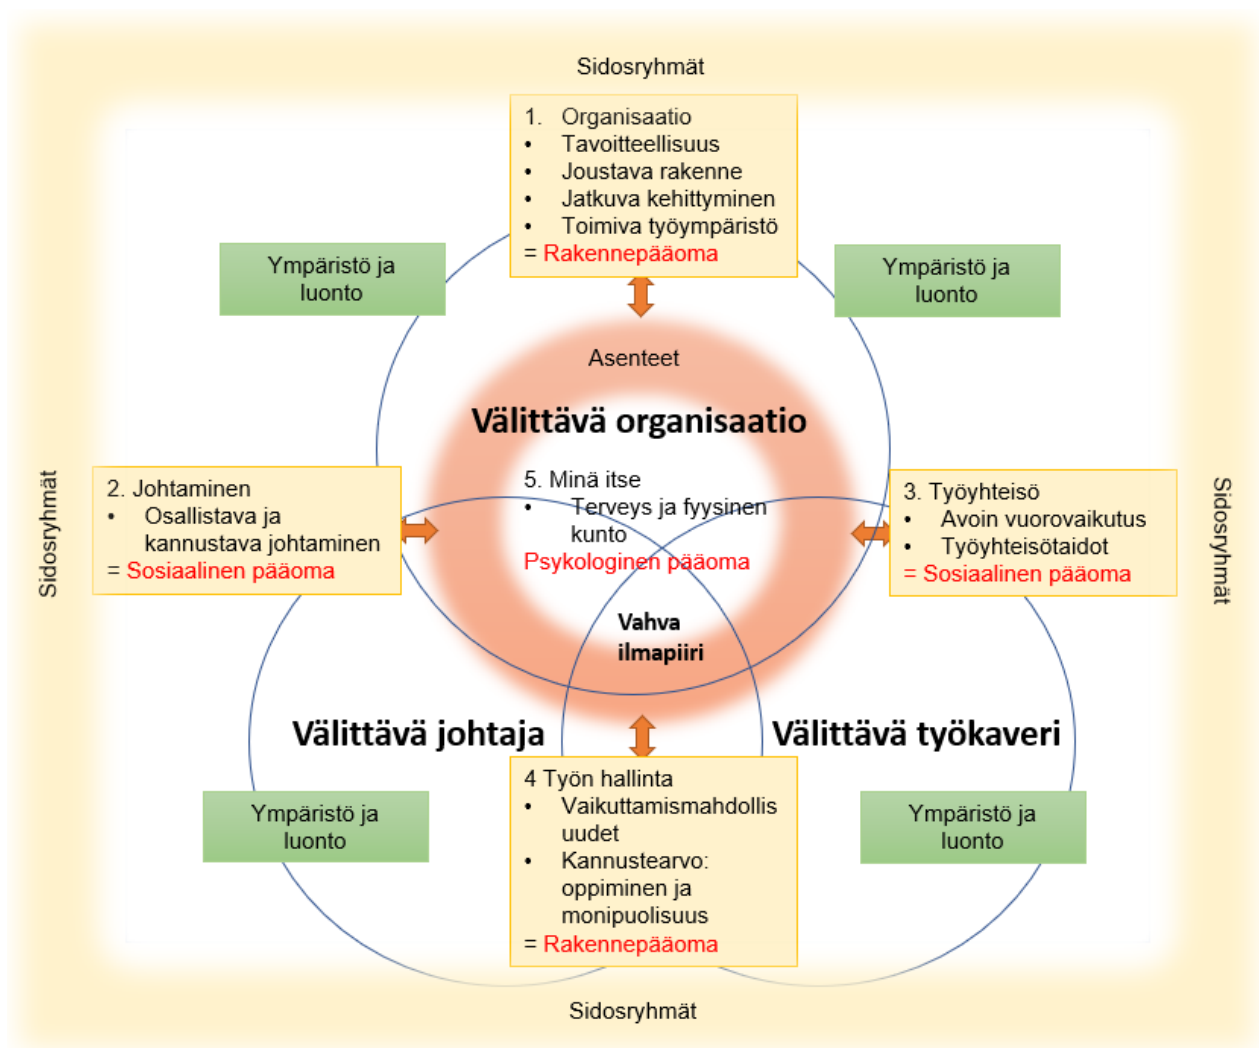 Sidosryhmät
1. Organisaatio
• Tavoitteellisuus
• Joustava rakenne
• Jatkuva kehittyminen
• Toimiva työympäristö
= Rakennepääoma
Ympäristö ja
luonto
Ympäristö ja
luonto
Asenteet
Välittävä organisaatio
Sidosryhmät
2. Johtaminen
• Osallistava ja
kannustava johtaminen
= Sosiaalinen pääoma
5. Minä itse
• Terveys ja fyysinen
kunto
Psykologinen pääoma
3. Työyhteisö
• Avoin vuorovaikutus
• Työyhteisötaidot
= Sosiaalinen pääoma
Sidosryhmät
Vahva
ilmapiiri
Välittävä johtaja
Välittävä työkaveri
4 Työn hallinta
• Vaikuttamismahdollis
uudet
• Kannustearvo:
oppiminen ja
monipuolisuus
= Rakennepääoma
Ympäristö ja
luonto
Ympäristö ja
luonto
Sidosryhmät